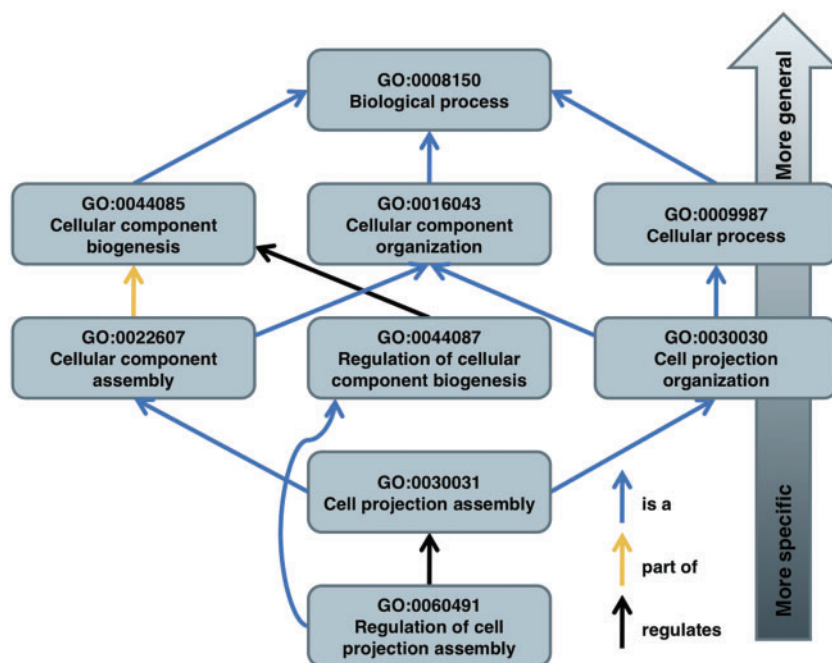 GO:0008150
Biological process
GO:0044085
Cellular component
biogenesis
GO:0016043
Cellular component
organization
GO:0009987
Cellular process
GO:0022607
Cellular component
assembly
GO:0044087
Regulation of cellular
component biogenesis
GO:0030030
Cell projection
organization
GO:0030031
Cell projection assembly
GO:0060491
Regulation of cell
projection assembly
is a
part of
regulates
More general
More specific